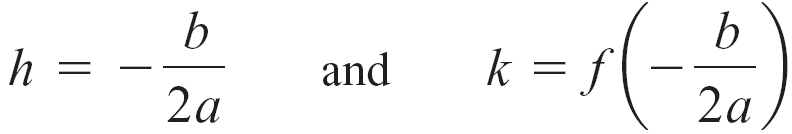 h = −b/2a and k = f(−b/2a)